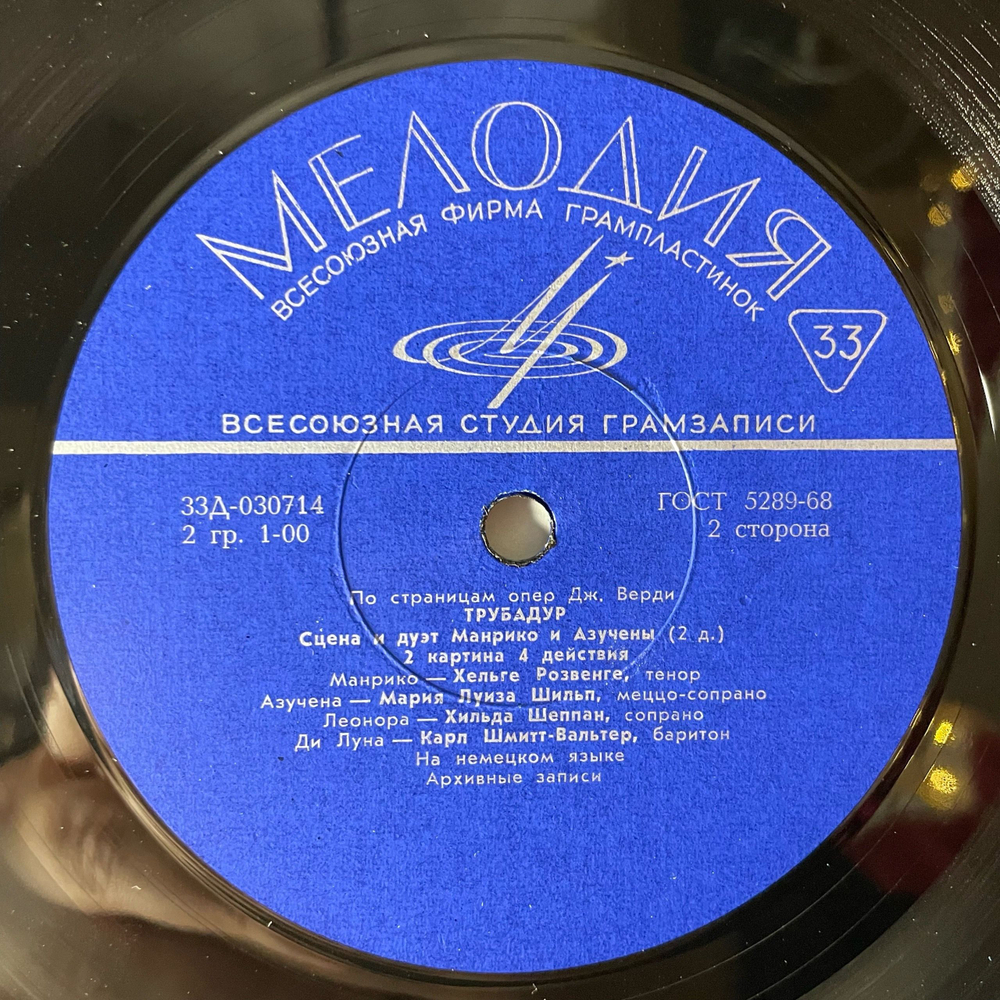 МЕЛОДИЯ
ВСЕСОЮЗНАЯ ФИРМА ГРАМПЛАСТИНОК
33
ВСЕСОЮЗНАЯ СТУДИЯ ГРАМЗАПИСИ
33Д-030714 ГОСТ 5289-68
2 гр. 1-00 2 сторона
По страницам опер Дж. Верди
ТРУБАДУР
Сцена и дуэт Манрико и Азучены (2 д.)
2 картина 4 действия
Манрико — Хельге Розвенге, тенор
Азучена — Мария Луиза Шильп, меццо-сопрано
Леонора — Хильда Шеппан, сопрано
Ди Луна — Карл Шмитт-Вальтер, баритон
На немецком языке
Архивные записи